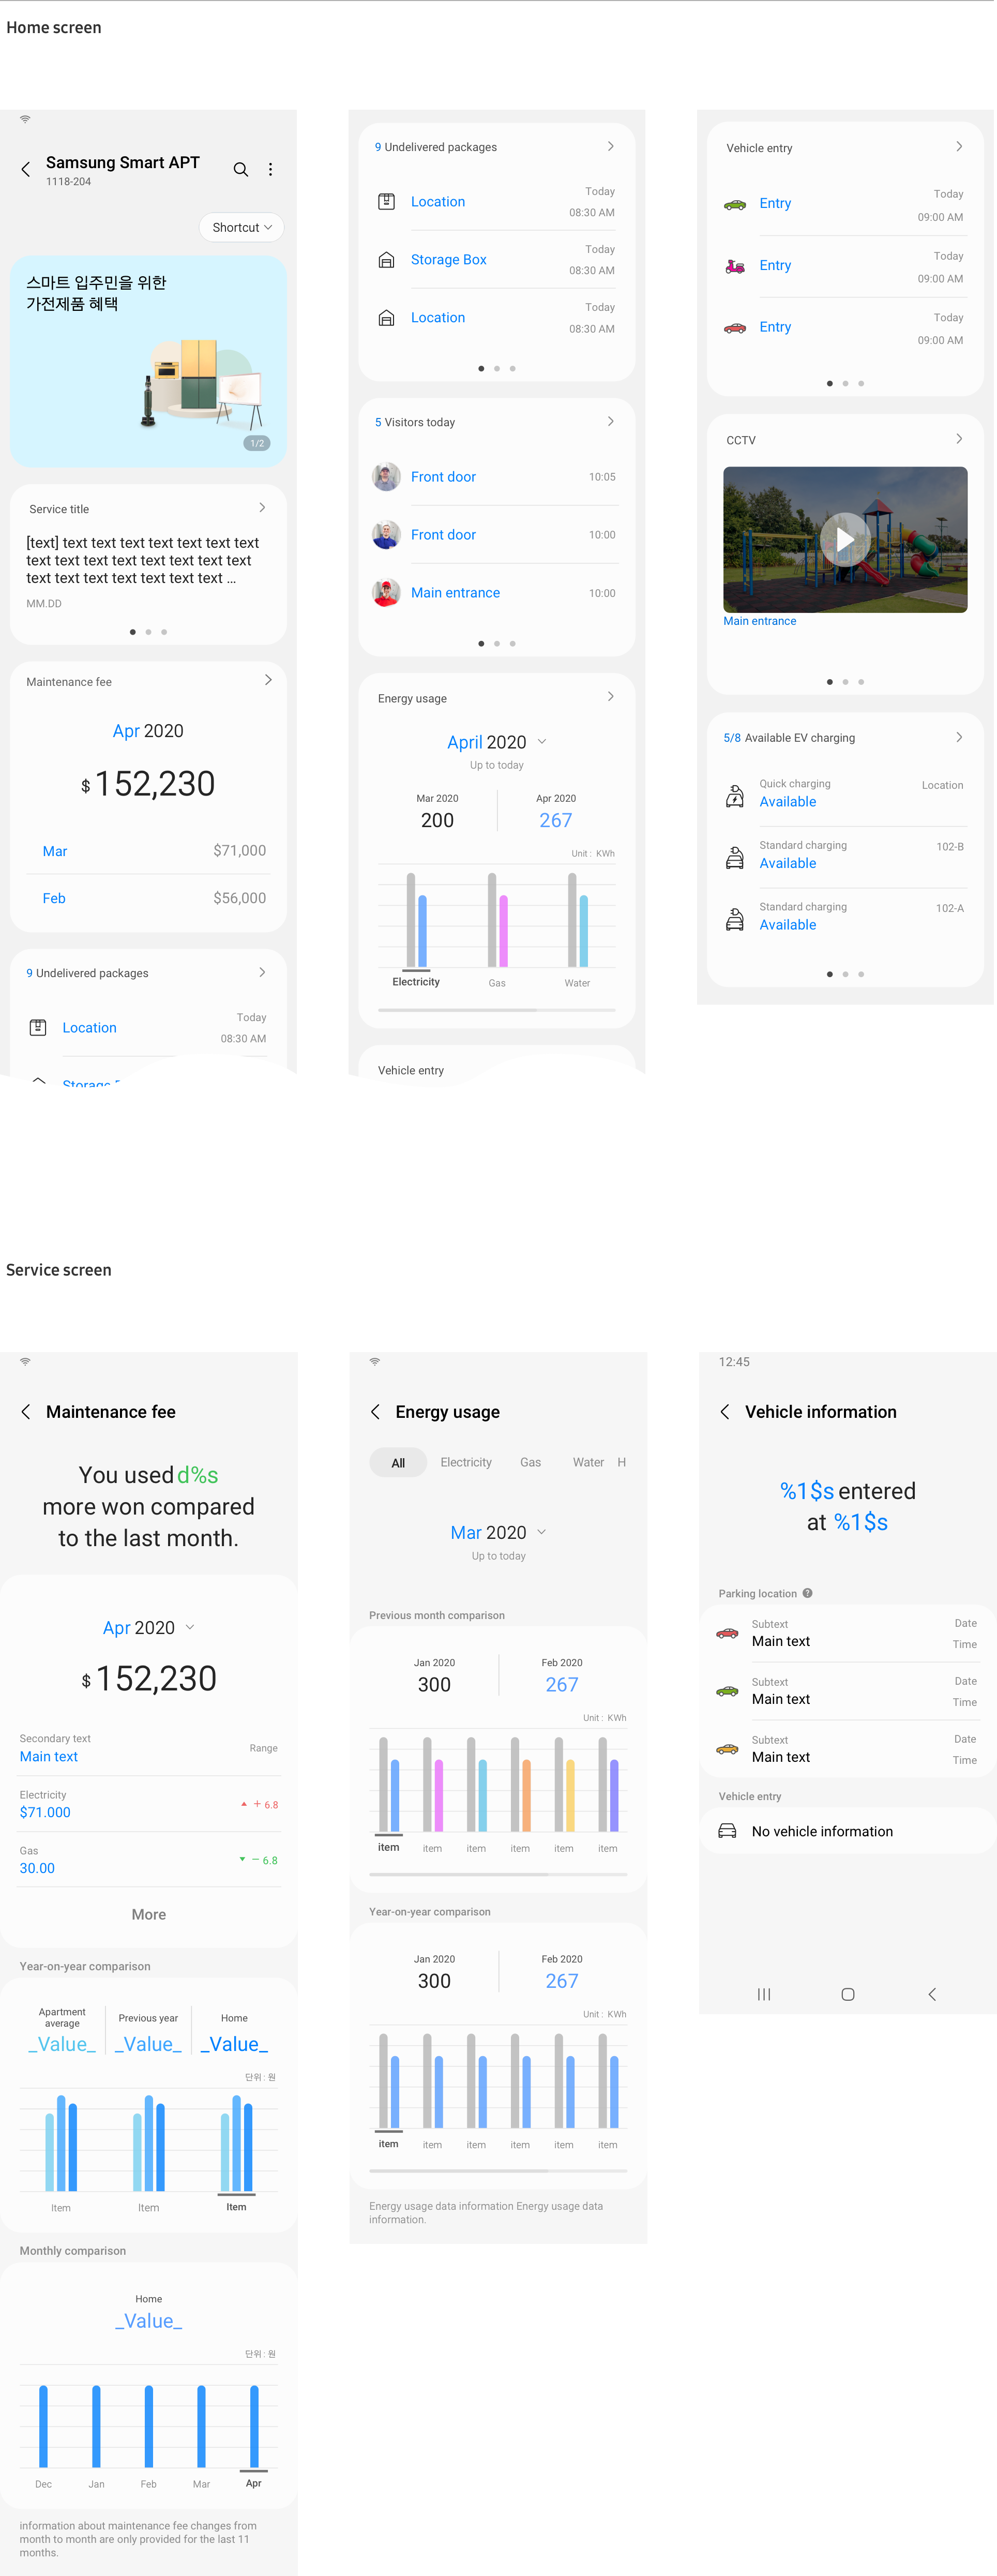 Home screen
Samsung Smart APT
1118-204
Shortcut
스마트 입주민을 위한
가전제품 혜택
1/2
Service title
[text] text text text text text text text
text text text text text text text text
text text text text text text text ...
MM.DD
Maintenance fee
Apr 2020
$ 152,230
Mar $71,000
Feb $56,000
9 Undelivered packages
Location Today
08:30 AM
9 Undelivered packages
Location Today
08:30 AM
Storage Box Today
08:30 AM
Location Today
08:30 AM
5 Visitors today
Front door 10:05
Front door 10:00
Main entrance 10:00
Energy usage
April 2020
Up to today
Mar 2020 Apr 2020
200 267
Unit : KWh
Electricity Gas Water
Vehicle entry
Vehicle entry
Entry Today
09:00 AM
Entry Today
09:00 AM
Entry Today
09:00 AM
CCTV
Main entrance
5/8 Available EV charging
Quick charging Location
Available
Standard charging 102-B
Available
Standard charging 102-A
Available
Service screen
Maintenance fee
You used d%s
more won compared
to the last month.
Apr 2020
$ 152,230
Secondary text
Main text Range
Electricity
$71.000 + 6.8
Gas
30.00 − 6.8
More
Year-on-year comparison
Apartment
average Previous year Home
_Value_ _Value_ _Value_
단위 : 원
Item Item Item
Monthly comparison
Home
_Value_
단위 : 원
Dec Jan Feb Mar Apr
information about maintenance fee changes from
month to month are only provided for the last 11
months.
Energy usage
All Electricity Gas Water H
Mar 2020
Up to today
Previous month comparison
Jan 2020 Feb 2020
300 267
Unit : KWh
item item item item item item
Year-on-year comparison
Jan 2020 Feb 2020
300 267
Unit : KWh
item item item item item item
Energy usage data information Energy usage data
information.
12:45
Vehicle information
%1$s entered
at %1$s
Parking location ?
Subtext Date
Main text Time
Subtext Date
Main text Time
Subtext Date
Main text Time
Vehicle entry
No vehicle information